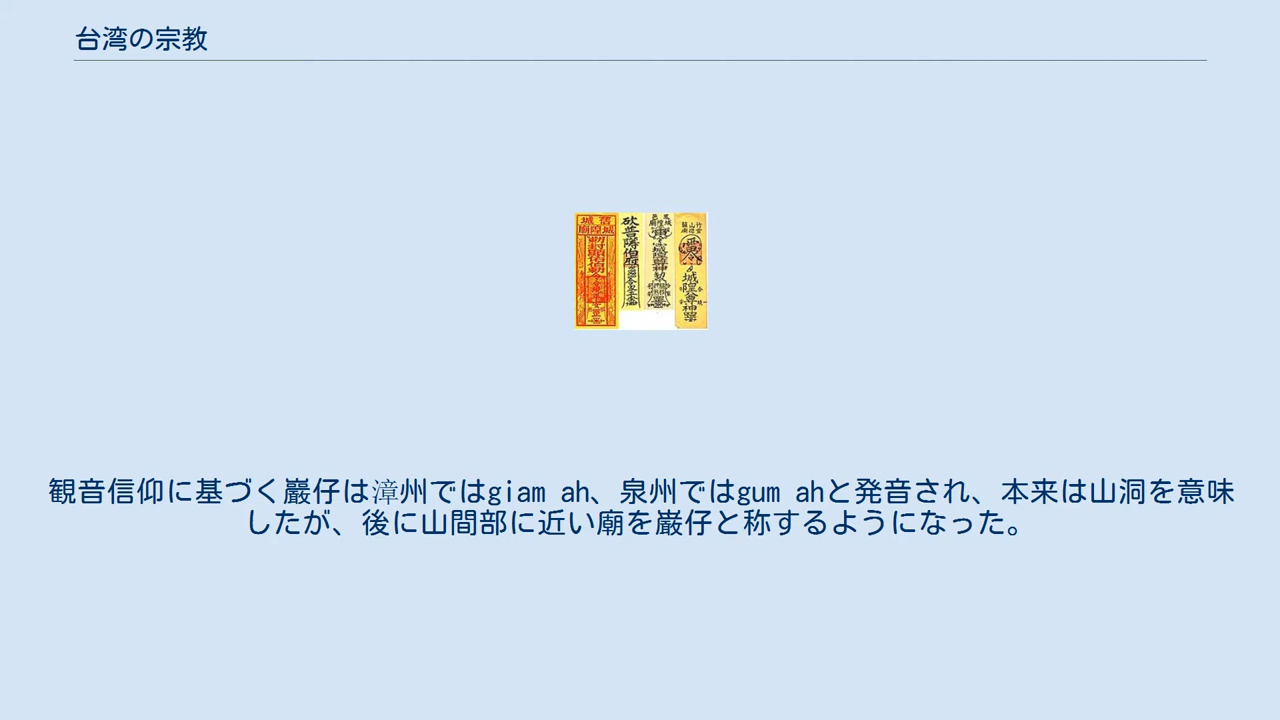 台湾の宗教
観音信仰に基づく巌仔は漳州ではgiam ah、泉州ではgum ahと発音され、本来は山洞を意味
したが、後に山間部に近い廟を巌仔と称するようになった。